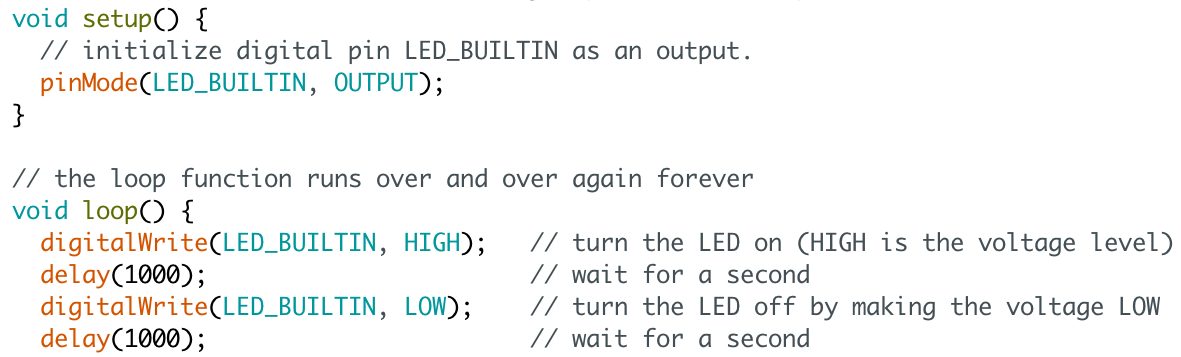 void setup() {
  // initialize digital pin LED_BUILTIN as an output.
  pinMode(LED_BUILTIN, OUTPUT);
}

// the loop function runs over and over again forever
void loop() {
  digitalWrite(LED_BUILTIN, HIGH);   // turn the LED on (HIGH is the voltage level)
  delay(1000);                       // wait for a second
  digitalWrite(LED_BUILTIN, LOW);    // turn the LED off by making the voltage LOW
  delay(1000);                       // wait for a second